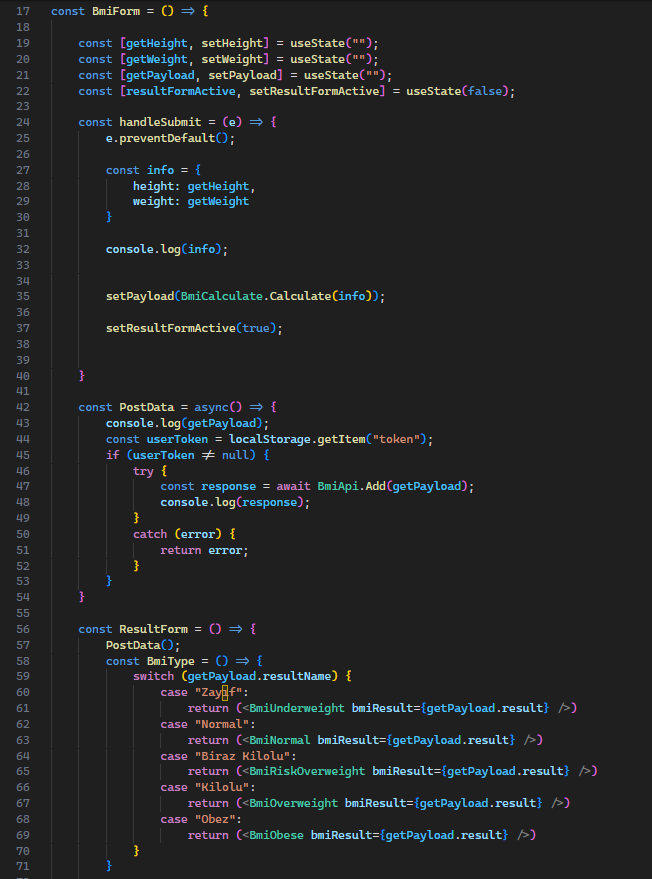 17 const BmiForm = () => {
18
19 const [getHeight, setHeight] = useState("");
20 const [getWeight, setWeight] = useState("");
21 const [getPayload, setPayload] = useState("");
22 const [resultFormActive, setResultFormActive] = useState(false);
23
24 const handleSubmit = (e) => {
25 e.preventDefault();
26
27 const info = {
28 height: getHeight,
29 weight: getWeight
30 }
31
32 console.log(info);
33
34
35 setPayload(BmiCalculate.Calculate(info));
36
37 setResultFormActive(true);
38
39
40 }
41
42 const PostData = async() => {
43 console.log(getPayload);
44 const userToken = localStorage.getItem("token");
45 if (userToken != null) {
46 try {
47 const response = await BmiApi.Add(getPayload);
48 console.log(response);
49 }
50 catch (error) {
51 return error;
52 }
53 }
54 }
55
56 const ResultForm = () => {
57 PostData();
58 const BmiType = () => {
59 switch (getPayload.resultName) {
60 case "Zayıf":
61 return (<BmiUnderweight bmiResult={getPayload.result} />)
62 case "Normal":
63 return (<BmiNormal bmiResult={getPayload.result} />)
64 case "Biraz Kilolu":
65 return (<BmiRiskOverweight bmiResult={getPayload.result} />)
66 case "Kilolu":
67 return (<BmiOverweight bmiResult={getPayload.result} />)
68 case "Obez":
69 return (<BmiObese bmiResult={getPayload.result} />)
70 }
71 }